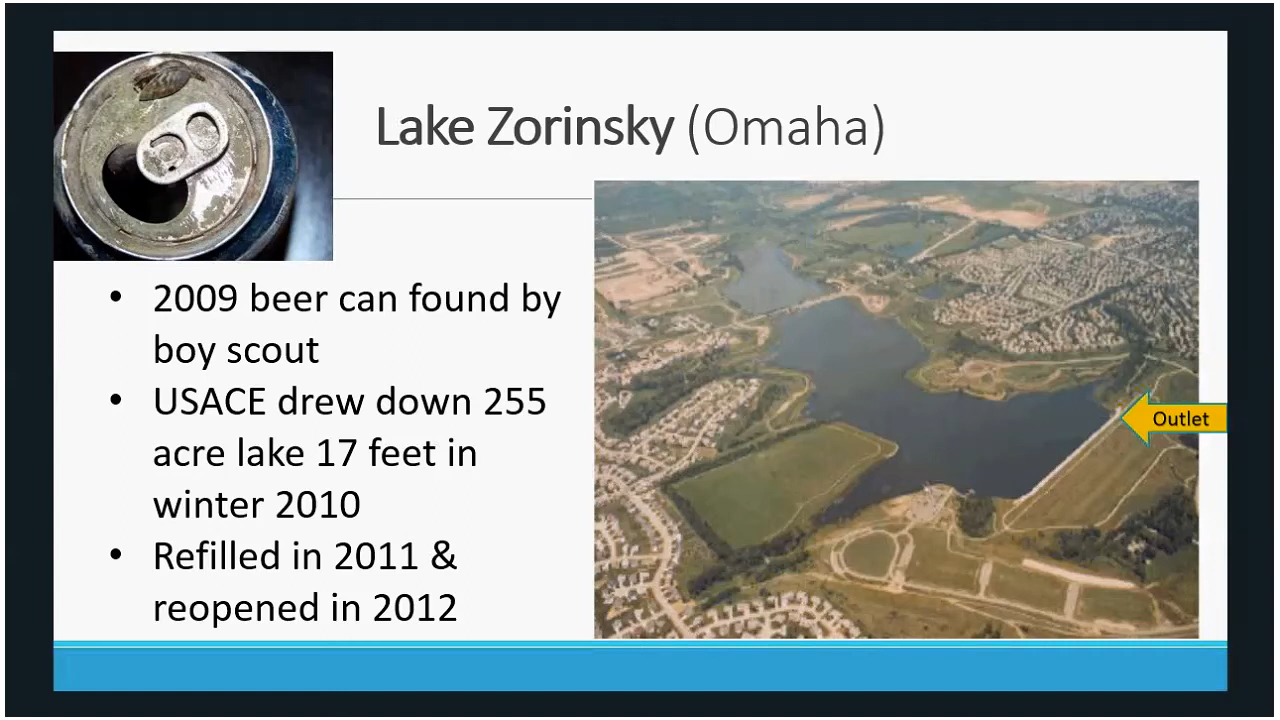 Lake Zorinsky (Omaha)
• 2009 beer can found by
boy scout
• USACE drew down 255
acre lake 17 feet in
winter 2010
• Refilled in 2011 &
reopened in 2012
Outlet